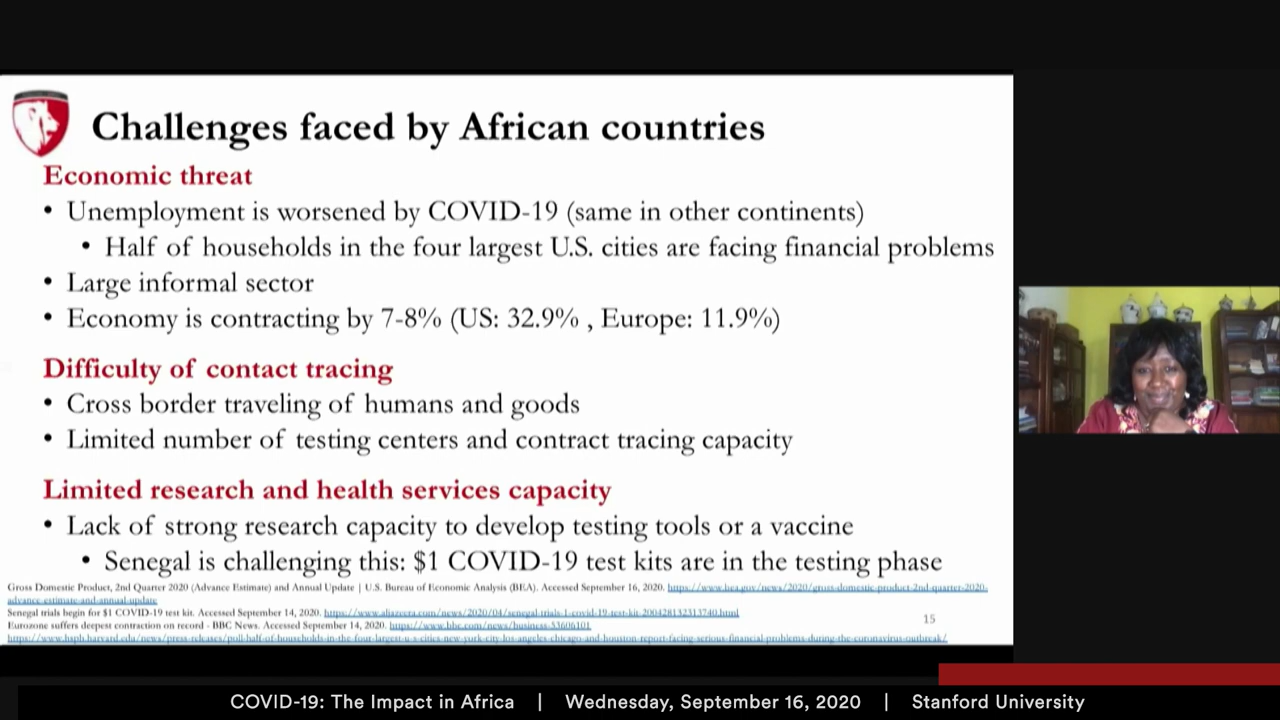 Challenges faced by African countries
Economic threat
• Unemployment is worsened by COVID-19 (same in other continents)
• Half of households in the four largest U.S. cities are facing financial problems
• Large informal sector
• Economy is contracting by 7-8% (US: 32.9% , Europe: 11.9%)
Difficulty of contact tracing
• Cross border traveling of humans and goods
• Limited number of testing centers and contract tracing capacity
Limited research and health services capacity
• Lack of strong research capacity to develop testing tools or a vaccine
• Senegal is challenging this: $1 COVID-19 test kits are in the testing phase
Gross Domestic Product, 2nd Quarter 2020 (Advance Estimate) and Annual Update | U.S. Bureau of Economic Analysis (BEA). Accessed September 16, 2020. https://www.bea.gov/news/2020/gross-domestic-product-2nd-quarter-2020-
advance-estimate-and-annual-update
Senegal trials begin for $1 COVID-19 test kit. Accessed September 14, 2020. https://www.aljazeera.com/news/2020/04/senegal-trials-1-covid-19-test-kit-200428132313740.html
Eurozone suffers deepest contraction on record - BBC News. Accessed September 14, 2020. https://www.bbc.com/news/business-53606101
https://www.hsph.harvard.edu/news/press-releases/poll-half-of-households-in-the-four-largest-u-s-cities-new-york-city-los-angeles-chicago-and-houston-report-facing-serious-financial-problems-during-the-coronavirus-outbreak/
15
COVID-19: The Impact in Africa | Wednesday, September 16, 2020 | Stanford University